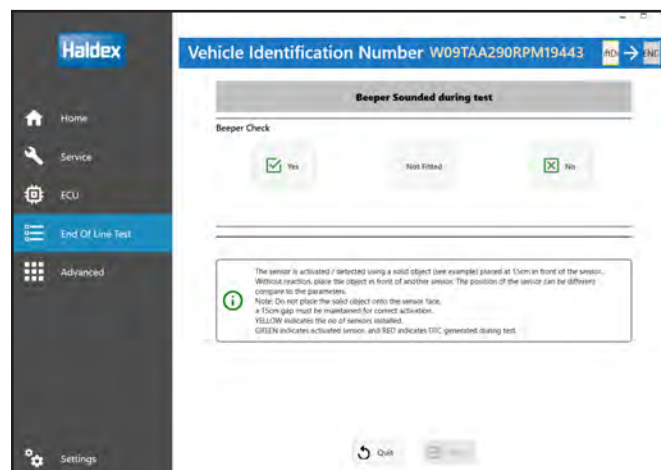 Haldex
Vehicle Identification Number W09TAA290RPM19443
ENG
Beeper Sounded during test
Beeper Check
Yes
Not Fitted
No
Home
Service
ECU
End Of Line Test
Advanced
Settings
The sensor is activated / detected using a solid object (see example) placed at 15cm in front of the sensor.
Without reaction, place the object in front of another sensor. The position of the sensor can be different
compare to the parameters.
Note: Do not place the solid object onto the sensor face,
a 15cm gap must be maintained for correct activation.
YELLOW indicates the no of sensors installed.
GREEN indicates activated sensor, and RED indicates DTC generated during test.
Quit